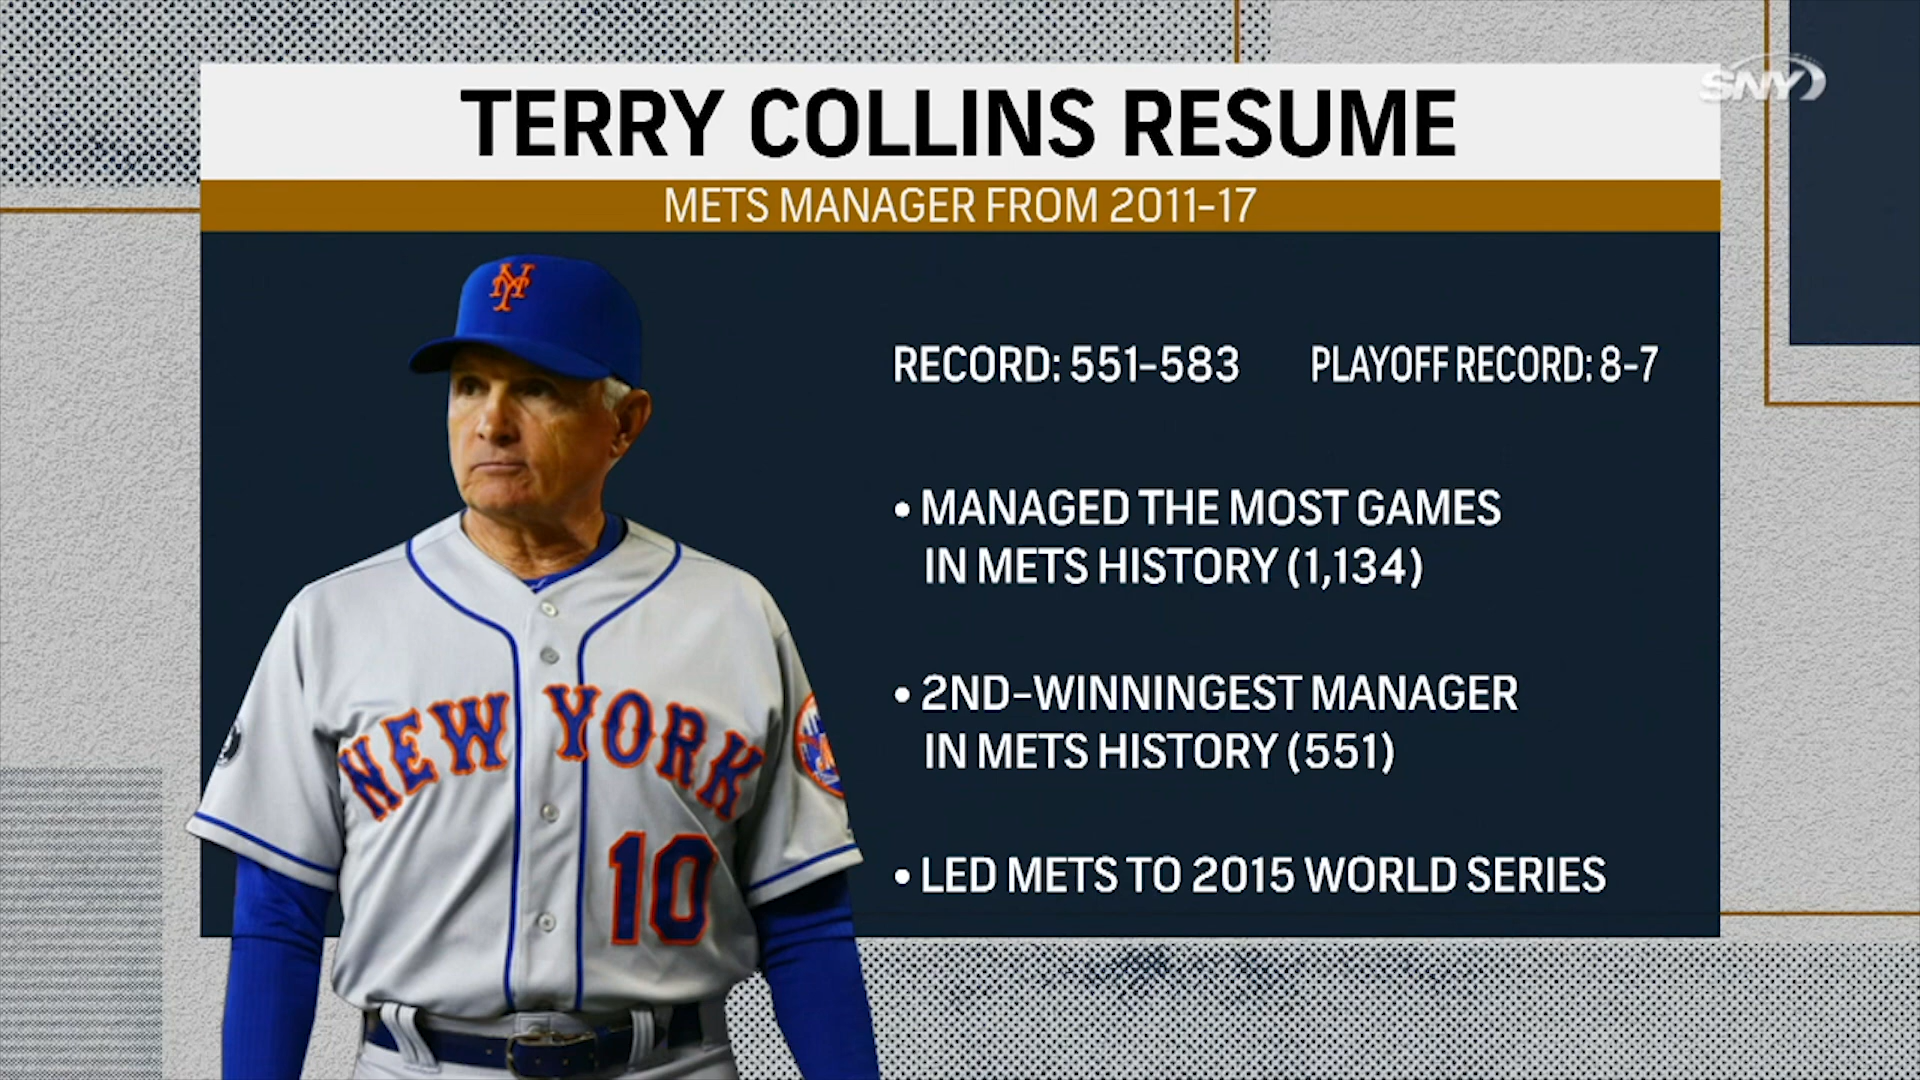 SNY
TERRY COLLINS RESUME
METS MANAGER FROM 2011-17
NY
RECORD: 551-583
PLAYOFF RECORD: 8-7
• MANAGED THE MOST GAMES
IN METS HISTORY (1,134)
• 2ND-WINNINGEST MANAGER
IN METS HISTORY (551)
• LED METS TO 2015 WORLD SERIES
NEW YORK
10